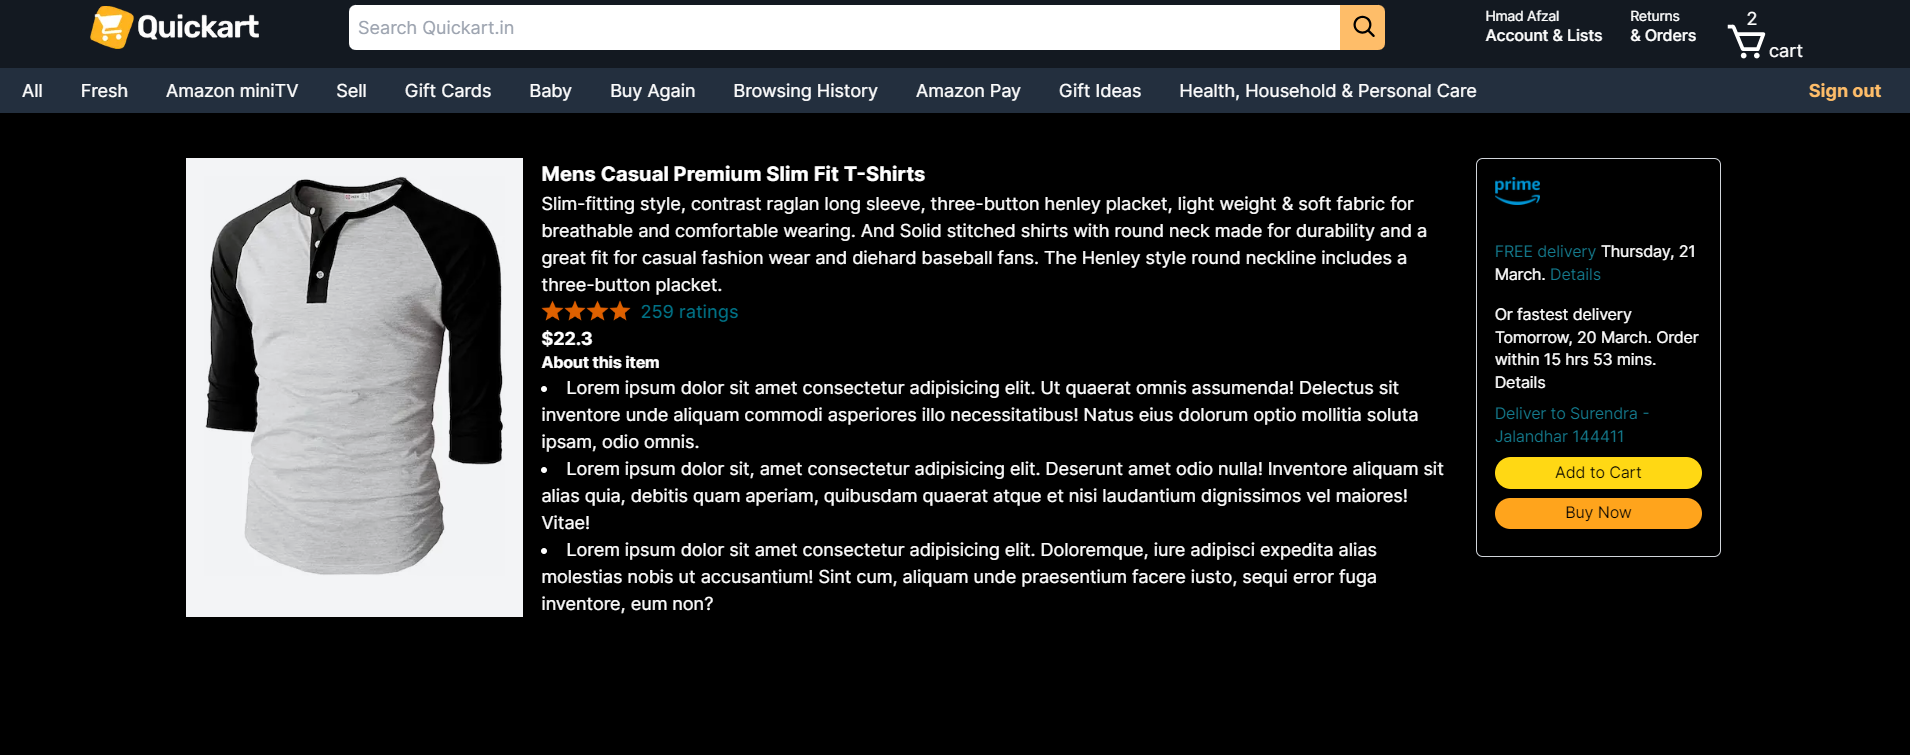 Quickart
Search Quickart.in
Hmad Afzal
Account & Lists
Returns
& Orders
2
cart
All Fresh Amazon miniTV Sell Gift Cards Baby Buy Again Browsing History Amazon Pay Gift Ideas Health, Household & Personal Care Sign out
Mens Casual Premium Slim Fit T-Shirts
Slim-fitting style, contrast raglan long sleeve, three-button henley placket, light weight & soft fabric for
breathable and comfortable wearing. And Solid stitched shirts with round neck made for durability and a
great fit for casual fashion wear and diehard baseball fans. The Henley style round neckline includes a
three-button placket.
259 ratings
$22.3
About this item
• Lorem ipsum dolor sit amet consectetur adipisicing elit. Ut quaerat omnis assumenda! Delectus sit
inventore unde aliquam commodi asperiores illo necessitatibus! Natus eius dolorum optio mollitia soluta
ipsam, odio omnis.
• Lorem ipsum dolor sit, amet consectetur adipisicing elit. Deserunt amet odio nulla! Inventore aliquam sit
alias quia, debitis quam aperiam, quibusdam quaerat atque et nisi laudantium dignissimos vel maiores!
Vitae!
• Lorem ipsum dolor sit amet consectetur adipisicing elit. Doloremque, iure adipisci expedita alias
molestias nobis ut accusantium! Sint cum, aliquam unde praesentium facere iusto, sequi error fuga
inventore, eum non?
prime
FREE delivery Thursday, 21
March. Details
Or fastest delivery
Tomorrow, 20 March. Order
within 15 hrs 53 mins.
Details
Deliver to Surendra -
Jalandhar 144411
Add to Cart
Buy Now